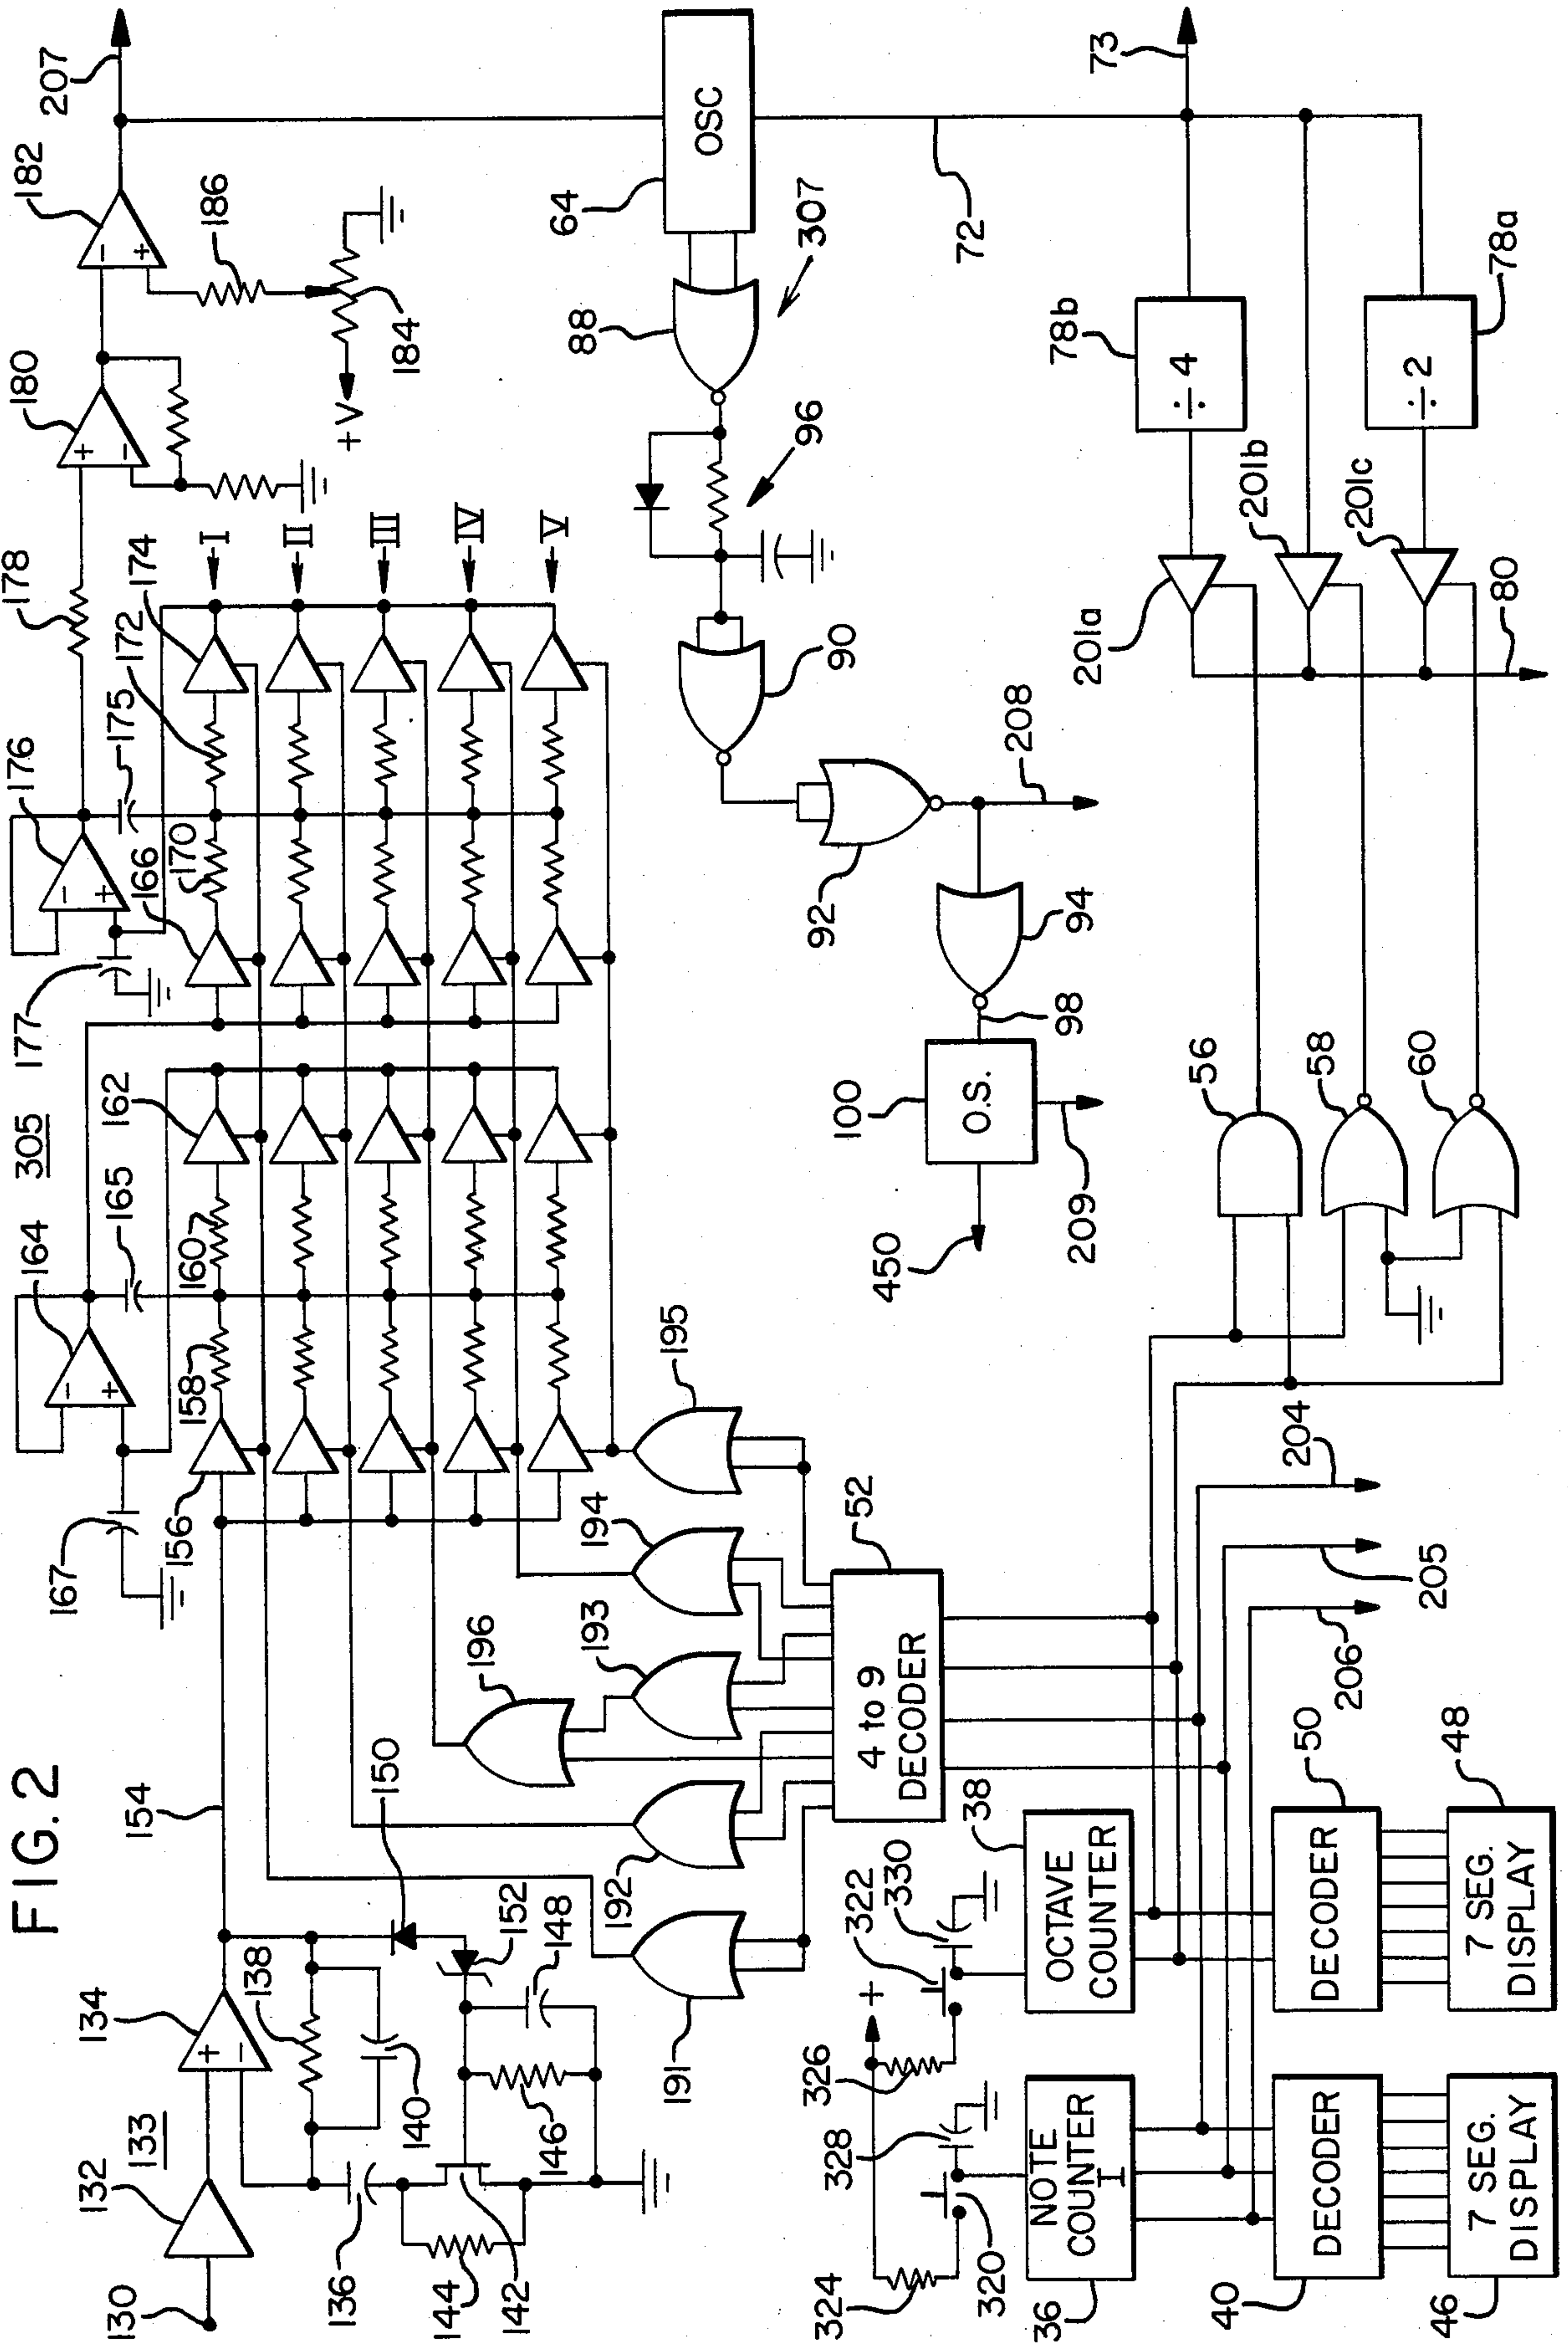 FIG. 2
130
132
133
134
136
138
140
142
144
146
148
150
152
154
156
158
160
162
164
165
167
305
166
170
172
174
175
176
177
178
180
182
184
186
+V
207
I
II
III
IV
V
191
192
193
194
195
196
52
4 to 9
DECODER
64
OSC
88
307
96
90
92
94
98
208
100
O.S.
209
450
72
73
78b
÷ 4
78a
÷ 2
201a
201b
201c
80
56
58
60
204
205
206
+
324
326
320
322
328
330
36
NOTE
COUNTER
I
38
OCTAVE
COUNTER
40
DECODER
50
DECODER
46
7 SEG.
DISPLAY
48
7 SEG.
DISPLAY